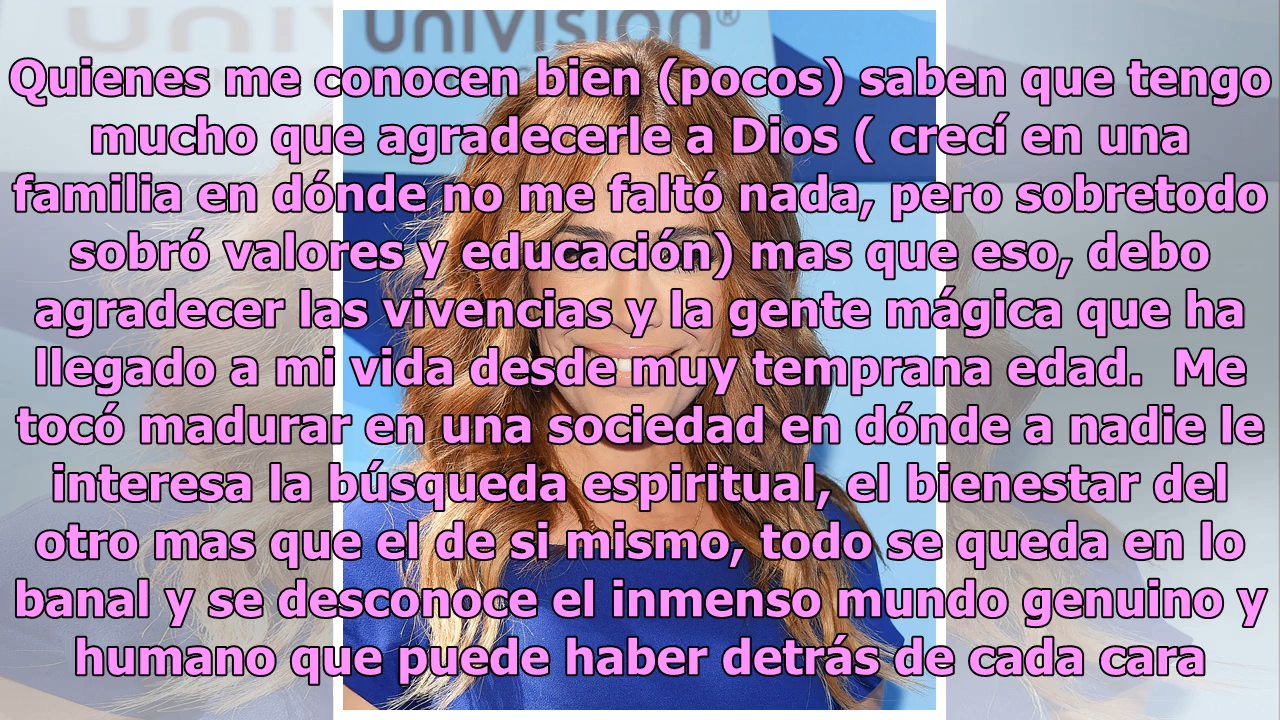 UNI
univision®
Quienes me conocen bien (pocos) saben que tengo
mucho que agradecerle a Dios ( crecí en una
familia en dónde no me faltó nada, pero sobretodo
sobró valores y educación) mas que eso, debo
agradecer las vivencias y la gente mágica que ha
llegado a mi vida desde muy temprana edad.  Me
tocó madurar en una sociedad en dónde a nadie le
interesa la búsqueda espiritual, el bienestar del
otro mas que el de si mismo, todo se queda en lo
banal y se desconoce el inmenso mundo genuino y
humano que puede haber detrás de cada cara